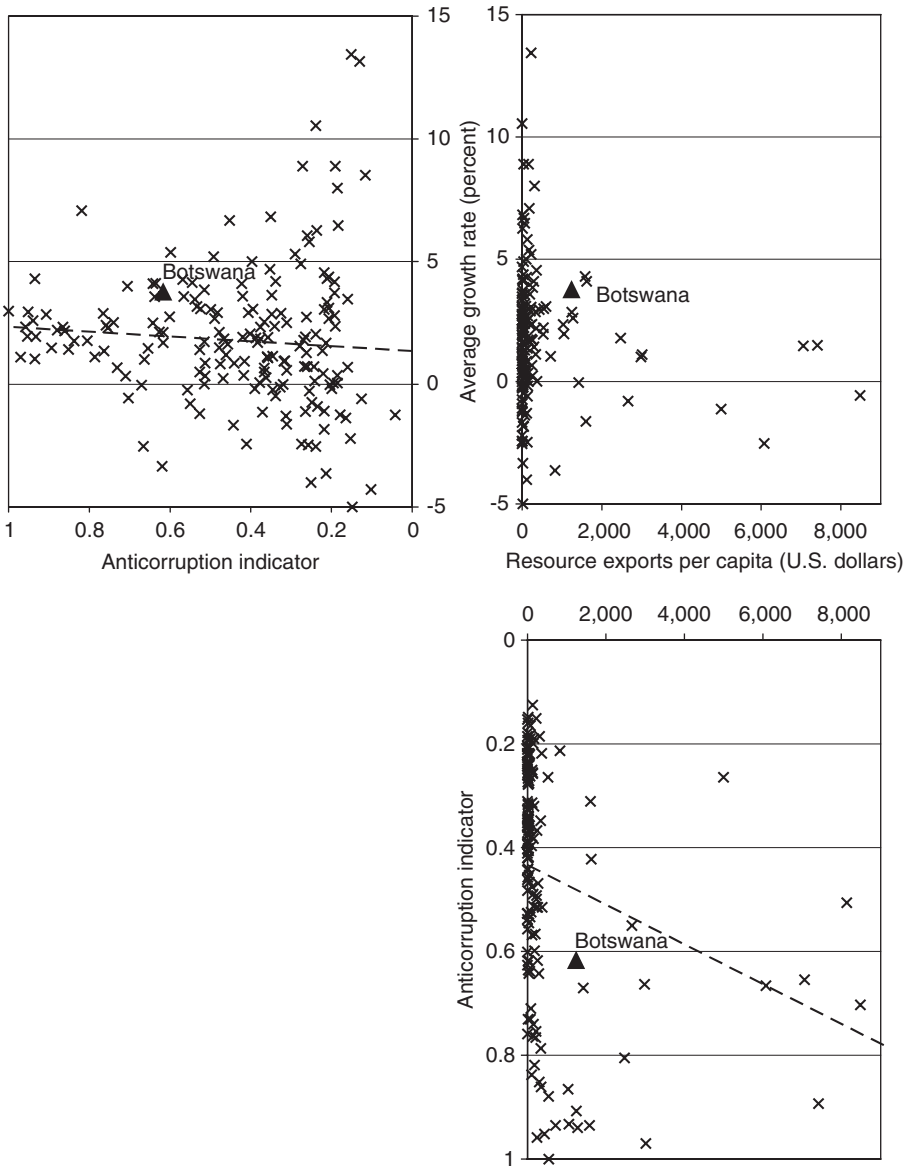 15
10
5
0
-5
Botswana
1 0.8 0.6 0.4 0.2 0
Anticorruption indicator
Average growth rate (percent)
15
10
5
0
-5
Botswana
0 2,000 4,000 6,000 8,000
Resource exports per capita (U.S. dollars)
0 2,000 4,000 6,000 8,000
0
0.2
0.4
0.6
0.8
1
Anticorruption indicator
Botswana